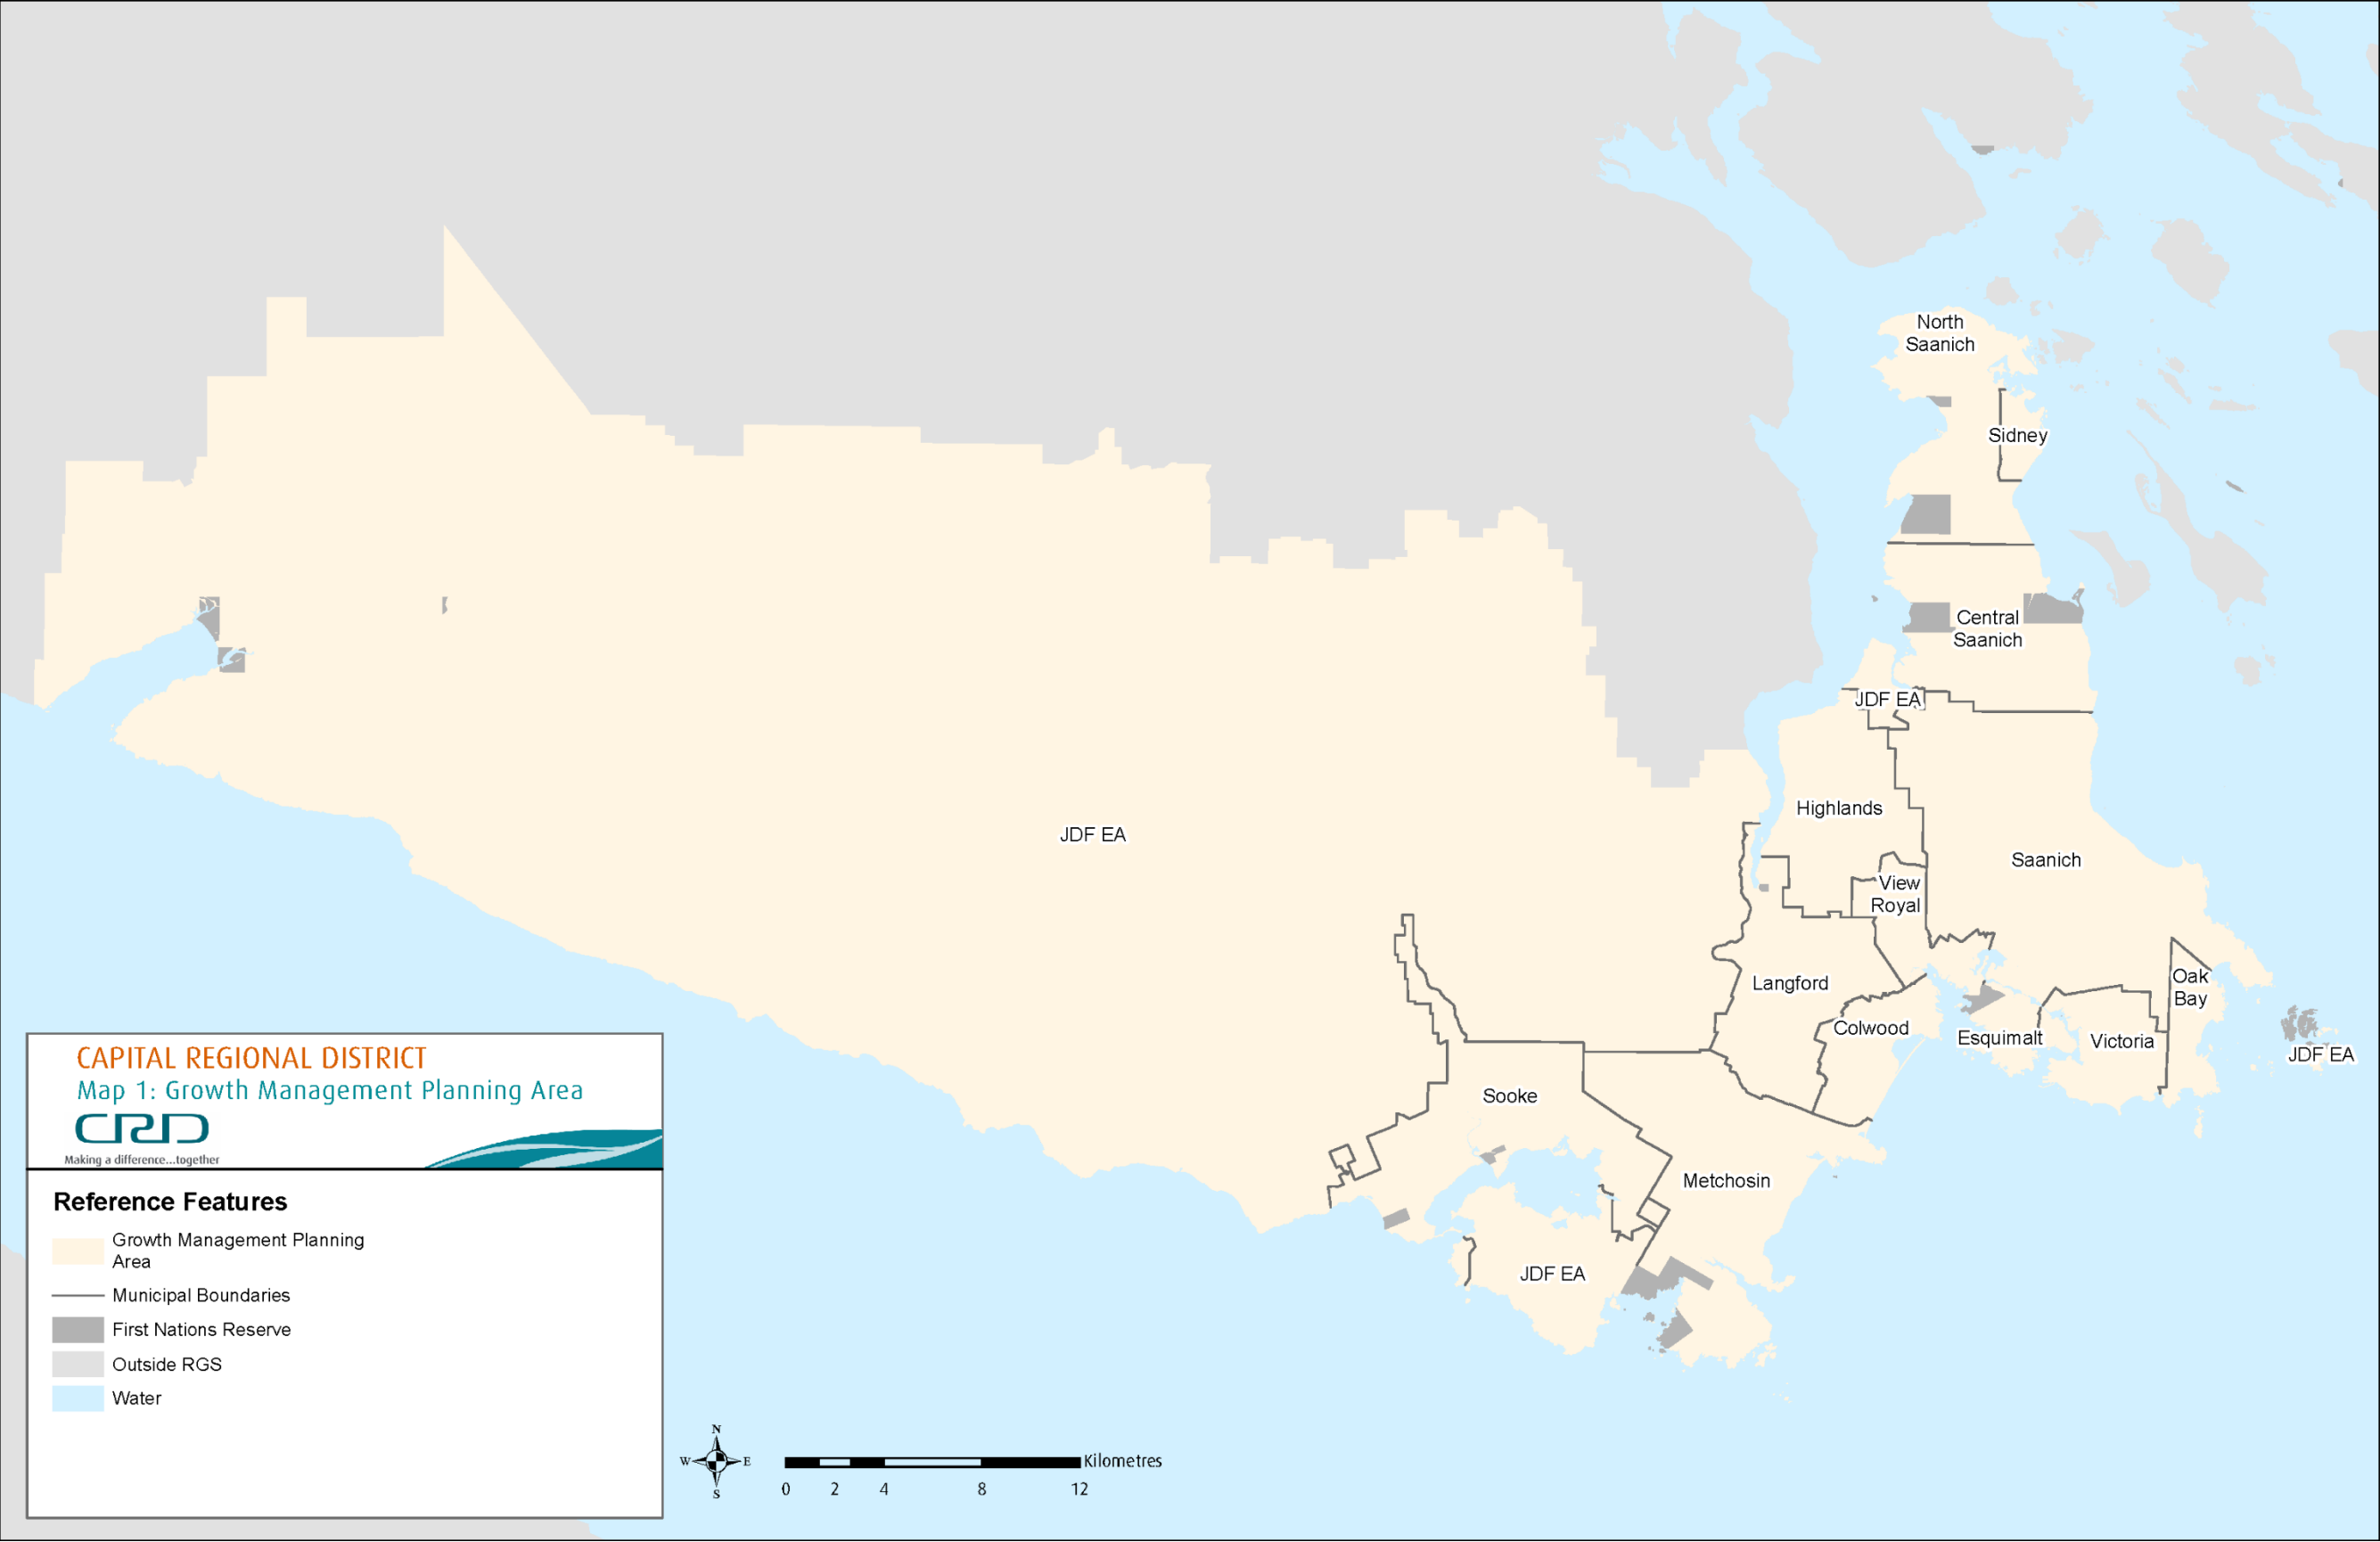 North
Saanich
Sidney
Central
Saanich
JDF EA
Highlands
JDF EA
Saanich
View
Royal
Oak
Bay
Langford
Colwood
Esquimalt
Victoria
JDF EA
Sooke
Metchosin
JDF EA
CAPITAL REGIONAL DISTRICT
Map 1: Growth Management Planning Area
CRD
Making a difference...together
Reference Features
Growth Management Planning
Area
Municipal Boundaries
First Nations Reserve
Outside RGS
Water
N
W E
S
Kilometres
0 2 4 8 12